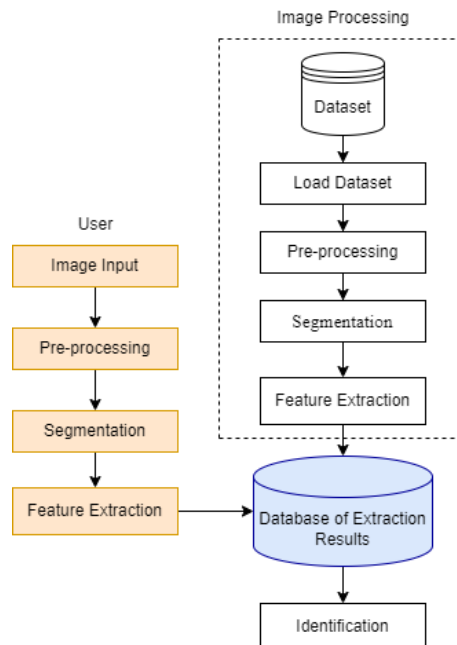 Image Processing
Dataset
Load Dataset
Pre-processing
Segmentation
Feature Extraction
User
Image Input
Pre-processing
Segmentation
Feature Extraction
Database of Extraction
Results
Identification